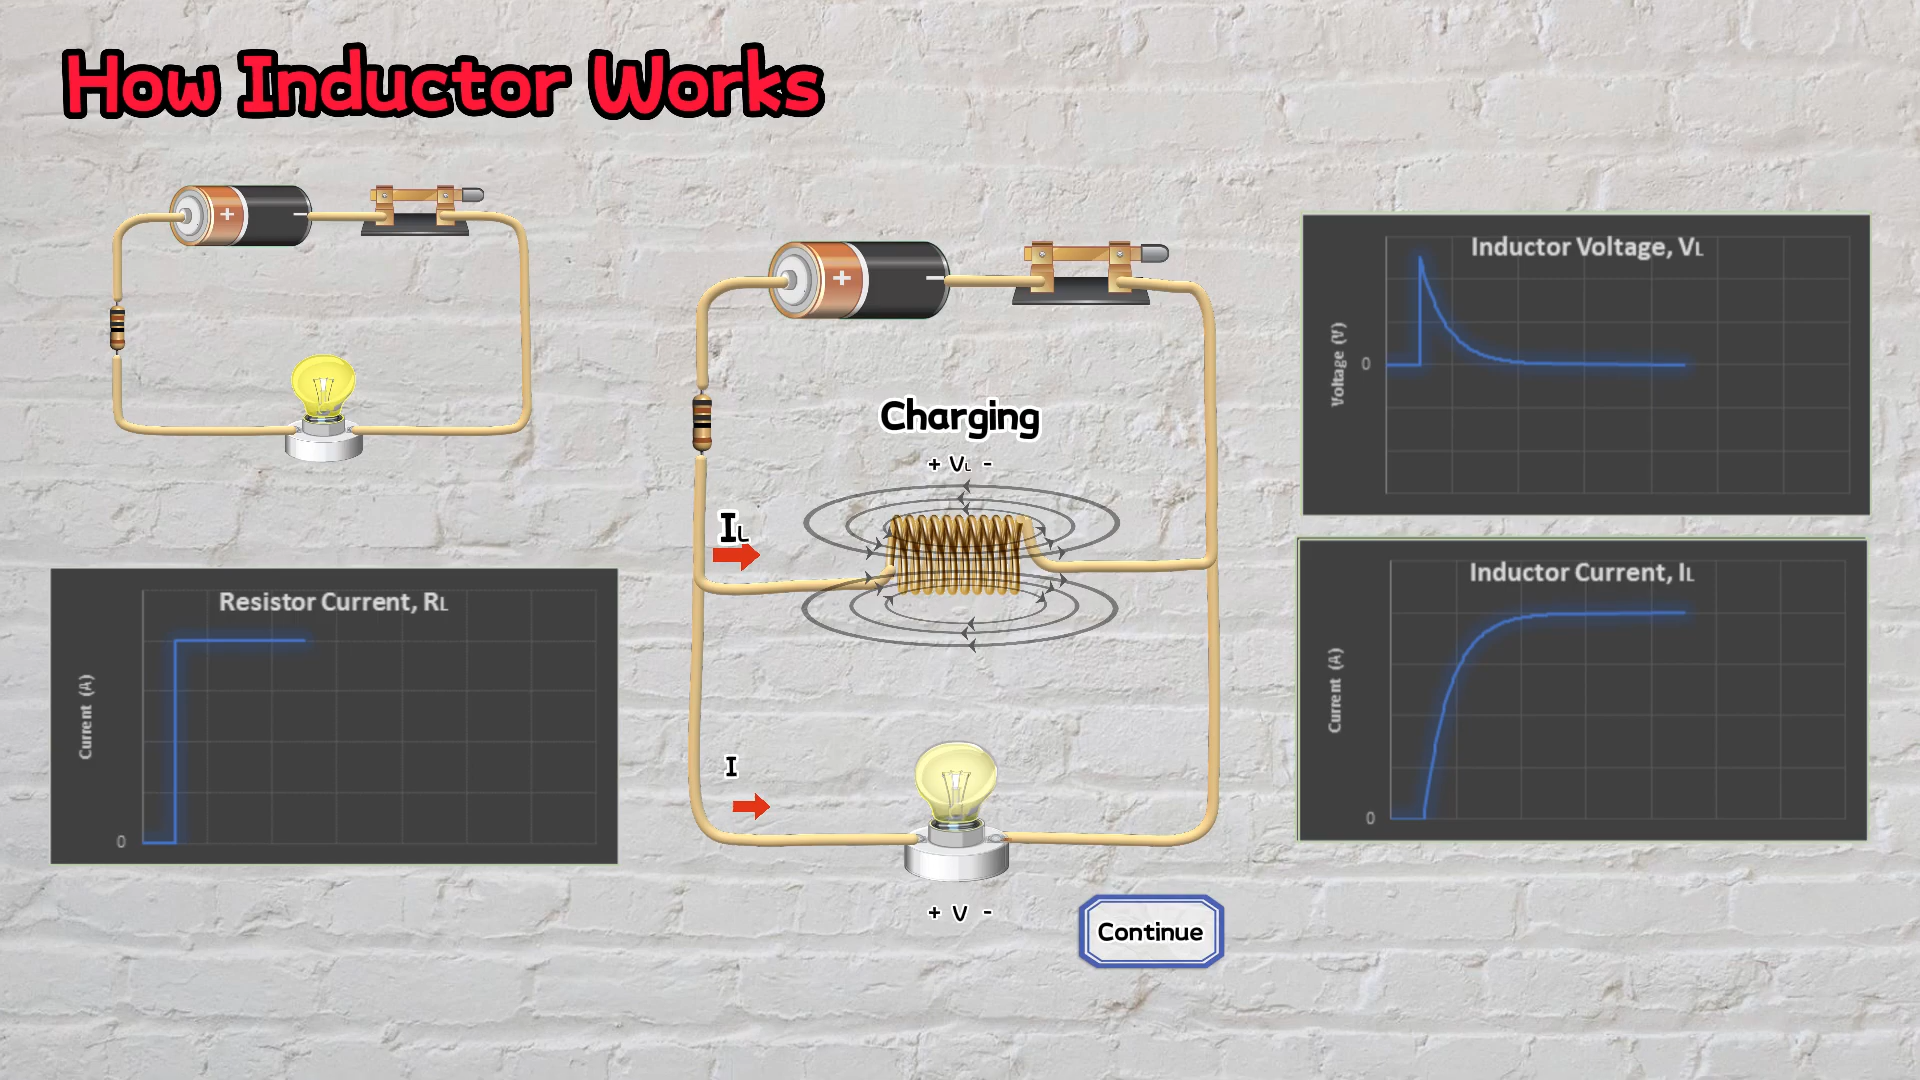 How Inductor Works
+ -
+ -
Charging
+ VL -
IL
I
+ V -
Continue
Resistor Current, RL
Current (A)
0
Inductor Voltage, VL
Voltage (V)
0
Inductor Current, IL
Current (A)
0